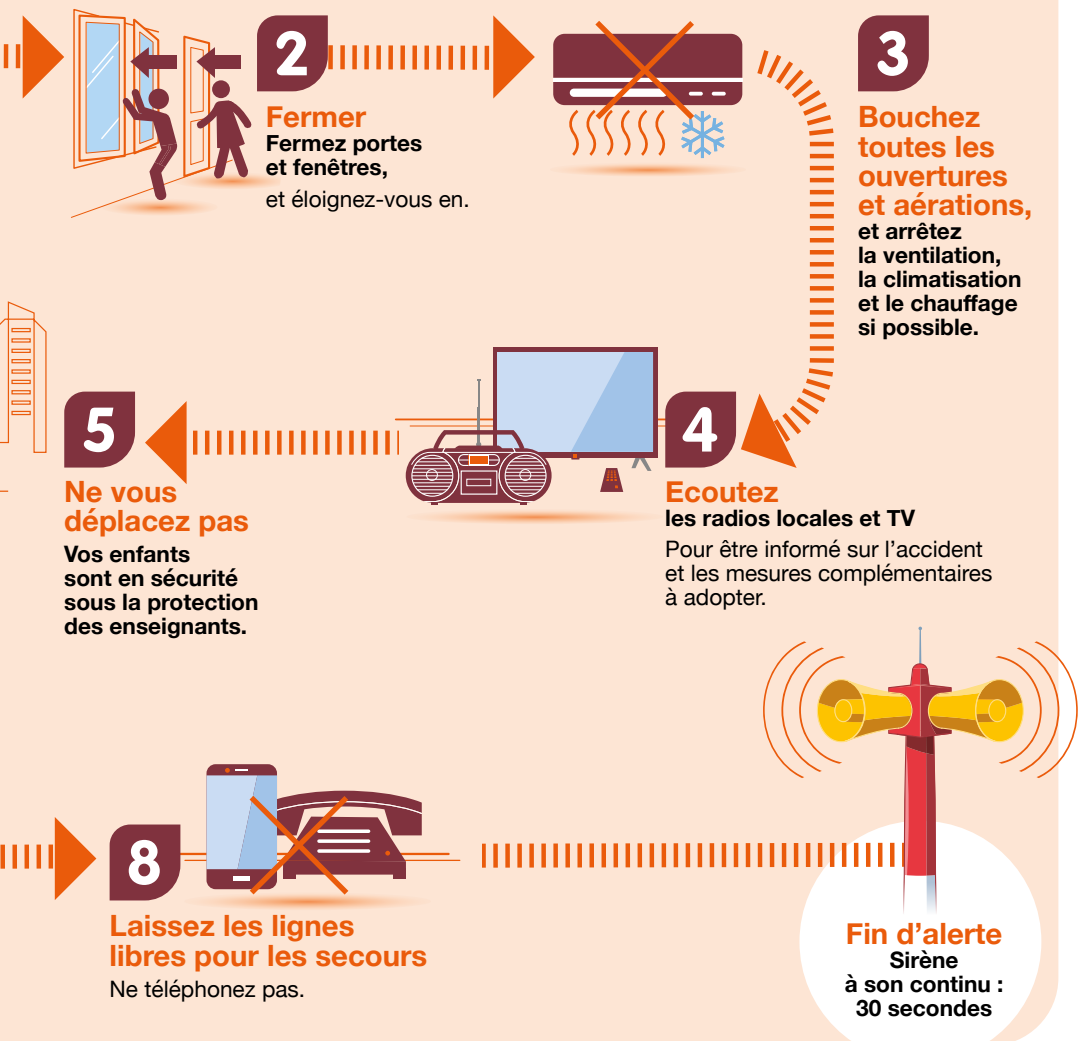 2
Fermer
Fermez portes
et fenêtres,
et éloignez-vous en.
3
Bouchez
toutes les
ouvertures
et aérations,
et arrêtez
la ventilation,
la climatisation
et le chauffage
si possible.
4
Ecoutez
les radios locales et TV
Pour être informé sur l’accident
et les mesures complémentaires
à adopter.
5
Ne vous
déplacez pas
Vos enfants
sont en sécurité
sous la protection
des enseignants.
8
Laissez les lignes
libres pour les secours
Ne téléphonez pas.
Fin d’alerte
Sirène
à son continu :
30 secondes